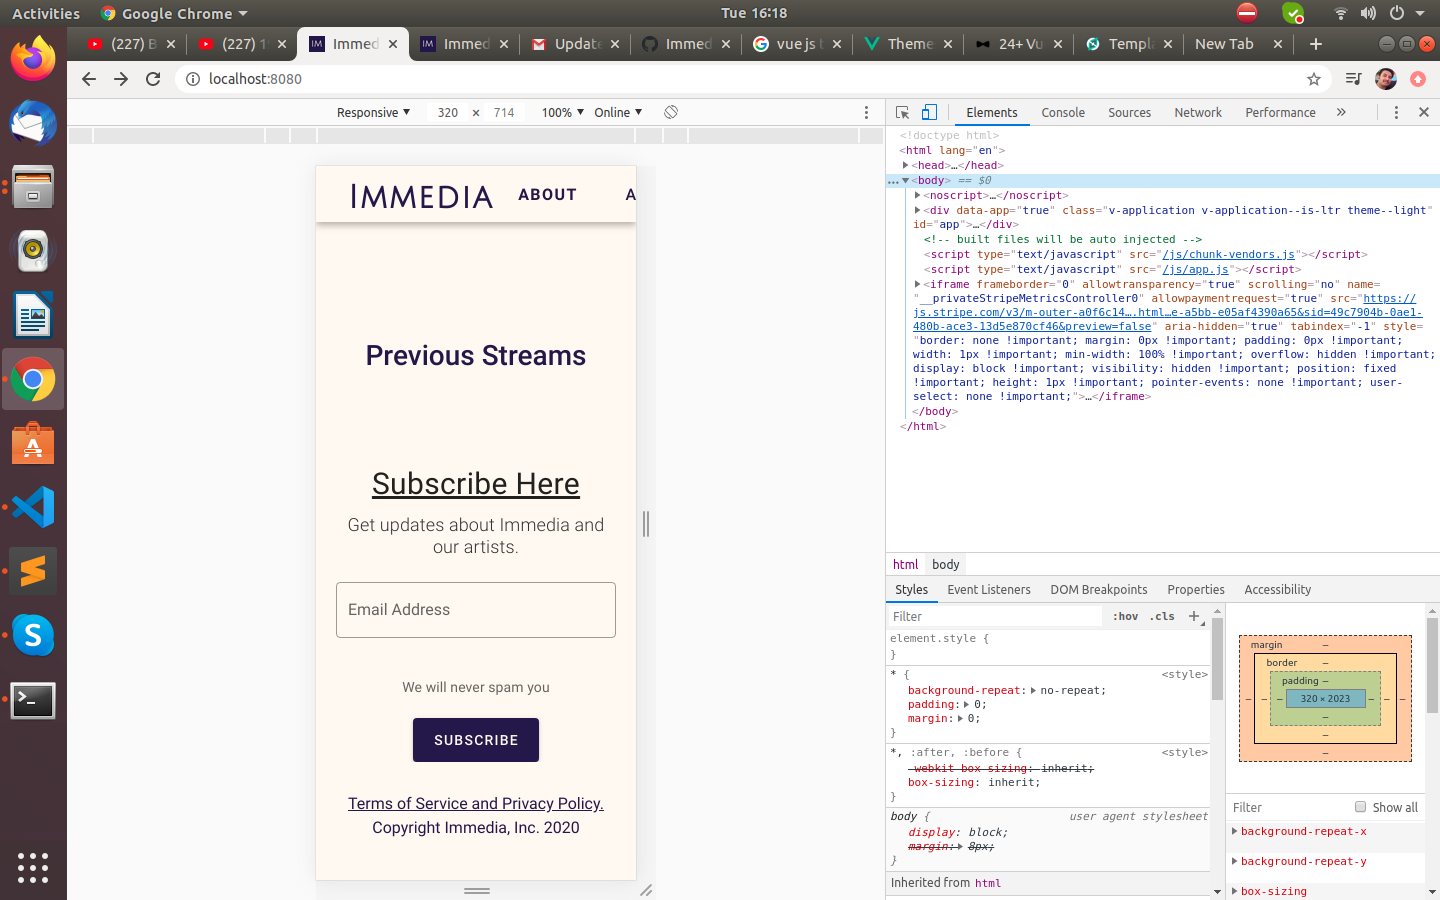 Activities
Google Chrome
Tue 16:18
(227) B
(227) 1
Immed
Immed
Update
Immed
vue js t
Theme
24+ Vu
Templa
New Tab
localhost:8080
Responsive
320 × 714
100%
Online
Elements
Console
Sources
Network
Performance
»
IMMEDIA
ABOUT
A
Previous Streams
Subscribe Here
Get updates about Immedia and
our artists.
Email Address
We will never spam you
SUBSCRIBE
Terms of Service and Privacy Policy.
Copyright Immedia, Inc. 2020
<!doctype html>
<html lang="en">
<head>…</head>
<body> == $0
<noscript>…</noscript>
<div data-app="true" class="v-application v-application--is-ltr theme--light"
id="app">…</div>
<!-- built files will be auto injected -->
<script type="text/javascript" src="/js/chunk-vendors.js"></script>
<script type="text/javascript" src="/js/app.js"></script>
<iframe frameborder="0" allowtransparency="true" scrolling="no" name=
"__privateStripeMetricsController0" allowpaymentrequest="true" src="https://
js.stripe.com/v3/m-outer-a0f6c14….html…e-a5bb-e05af4390a65&sid=49c7904b-0ae1-
480b-ace3-13d5e870cf46&preview=false" aria-hidden="true" tabindex="-1" style=
"border: none !important; margin: 0px !important; padding: 0px !important;
width: 1px !important; min-width: 100% !important; overflow: hidden !important;
display: block !important; visibility: hidden !important; position: fixed
!important; height: 1px !important; pointer-events: none !important; user-
select: none !important;">…</iframe>
</body>
</html>
html
body
Styles
Event Listeners
DOM Breakpoints
Properties
Accessibility
Filter
:hov .cls +
element.style {
}
* { <style>
background-repeat: no-repeat;
padding: 0;
margin: 0;
}
*, :after, :before { <style>
-webkit-box-sizing: inherit;
box-sizing: inherit;
}
body { user agent stylesheet
display: block;
margin: 8px;
}
Inherited from html
margin –
border –
padding –
– – – 320 × 2023 – – –
–
–
–
Filter
Show all
background-repeat-x
background-repeat-y
box-sizing